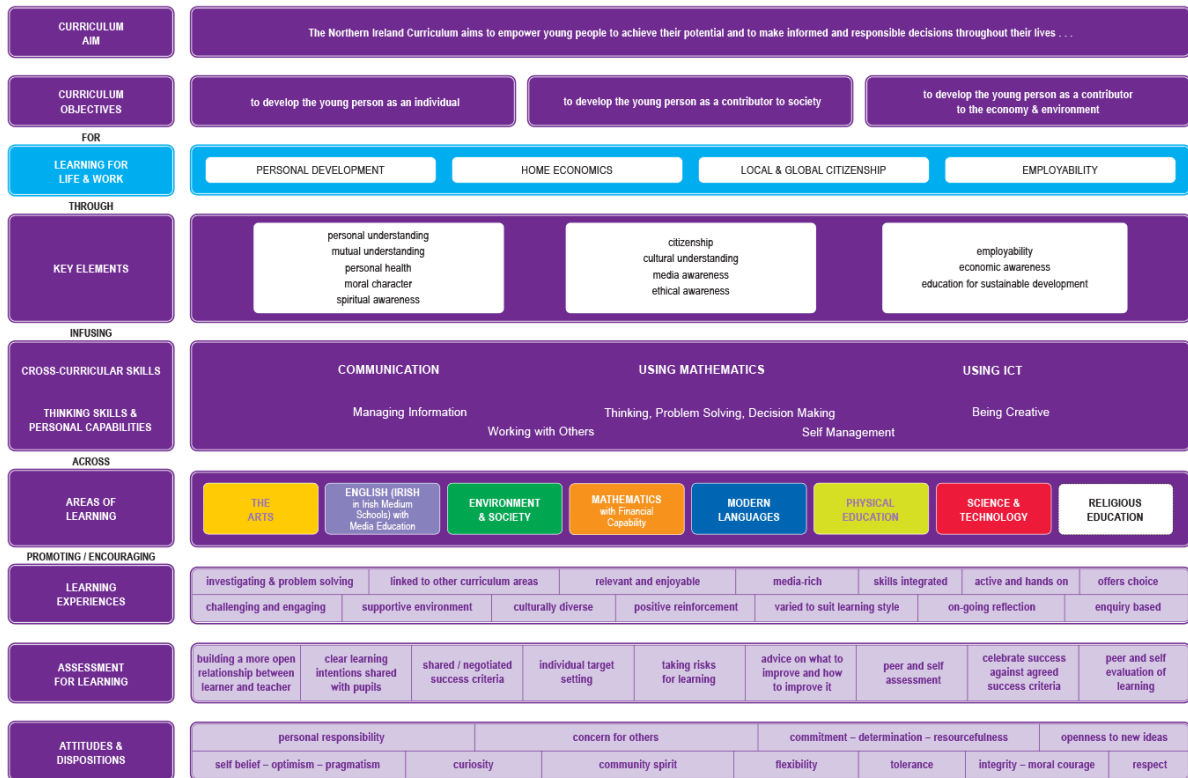 CURRICULUM
AIM
The Northern Ireland Curriculum aims to empower young people to achieve their potential and to make informed and responsible decisions throughout their lives . . .
CURRICULUM
OBJECTIVES
to develop the young person as an individual
to develop the young person as a contributor to society
to develop the young person as a contributor
to the economy & environment
FOR
LEARNING FOR
LIFE & WORK
PERSONAL DEVELOPMENT
HOME ECONOMICS
LOCAL & GLOBAL CITIZENSHIP
EMPLOYABILITY
THROUGH
KEY ELEMENTS
personal understanding
mutual understanding
personal health
moral character
spiritual awareness
citizenship
cultural understanding
media awareness
ethical awareness
employability
economic awareness
education for sustainable development
INFUSING
CROSS-CURRICULAR SKILLS
COMMUNICATION
USING MATHEMATICS
USING ICT
THINKING SKILLS &
PERSONAL CAPABILITIES
Managing Information
Thinking, Problem Solving, Decision Making
Being Creative
Working with Others
Self Management
ACROSS
AREAS OF
LEARNING
THE
ARTS
ENGLISH (IRISH
in Irish Medium
Schools) with
Media Education
ENVIRONMENT
& SOCIETY
MATHEMATICS
with Financial
Capability
MODERN
LANGUAGES
PHYSICAL
EDUCATION
SCIENCE &
TECHNOLOGY
RELIGIOUS
EDUCATION
PROMOTING / ENCOURAGING
LEARNING
EXPERIENCES
investigating & problem solving
linked to other curriculum areas
relevant and enjoyable
media-rich
skills integrated
active and hands on
offers choice
challenging and engaging
supportive environment
culturally diverse
positive reinforcement
varied to suit learning style
on-going reflection
enquiry based
ASSESSMENT
FOR LEARNING
building a more open
relationship between
learner and teacher
clear learning
intentions shared
with pupils
shared / negotiated
success criteria
individual target
setting
taking risks
for learning
advice on what to
improve and how
to improve it
peer and self
assessment
celebrate success
against agreed
success criteria
peer and self
evaluation of
learning
ATTITUDES &
DISPOSITIONS
personal responsibility
concern for others
commitment – determination – resourcefulness
openness to new ideas
self belief – optimism – pragmatism
curiosity
community spirit
flexibility
tolerance
integrity – moral courage
respect